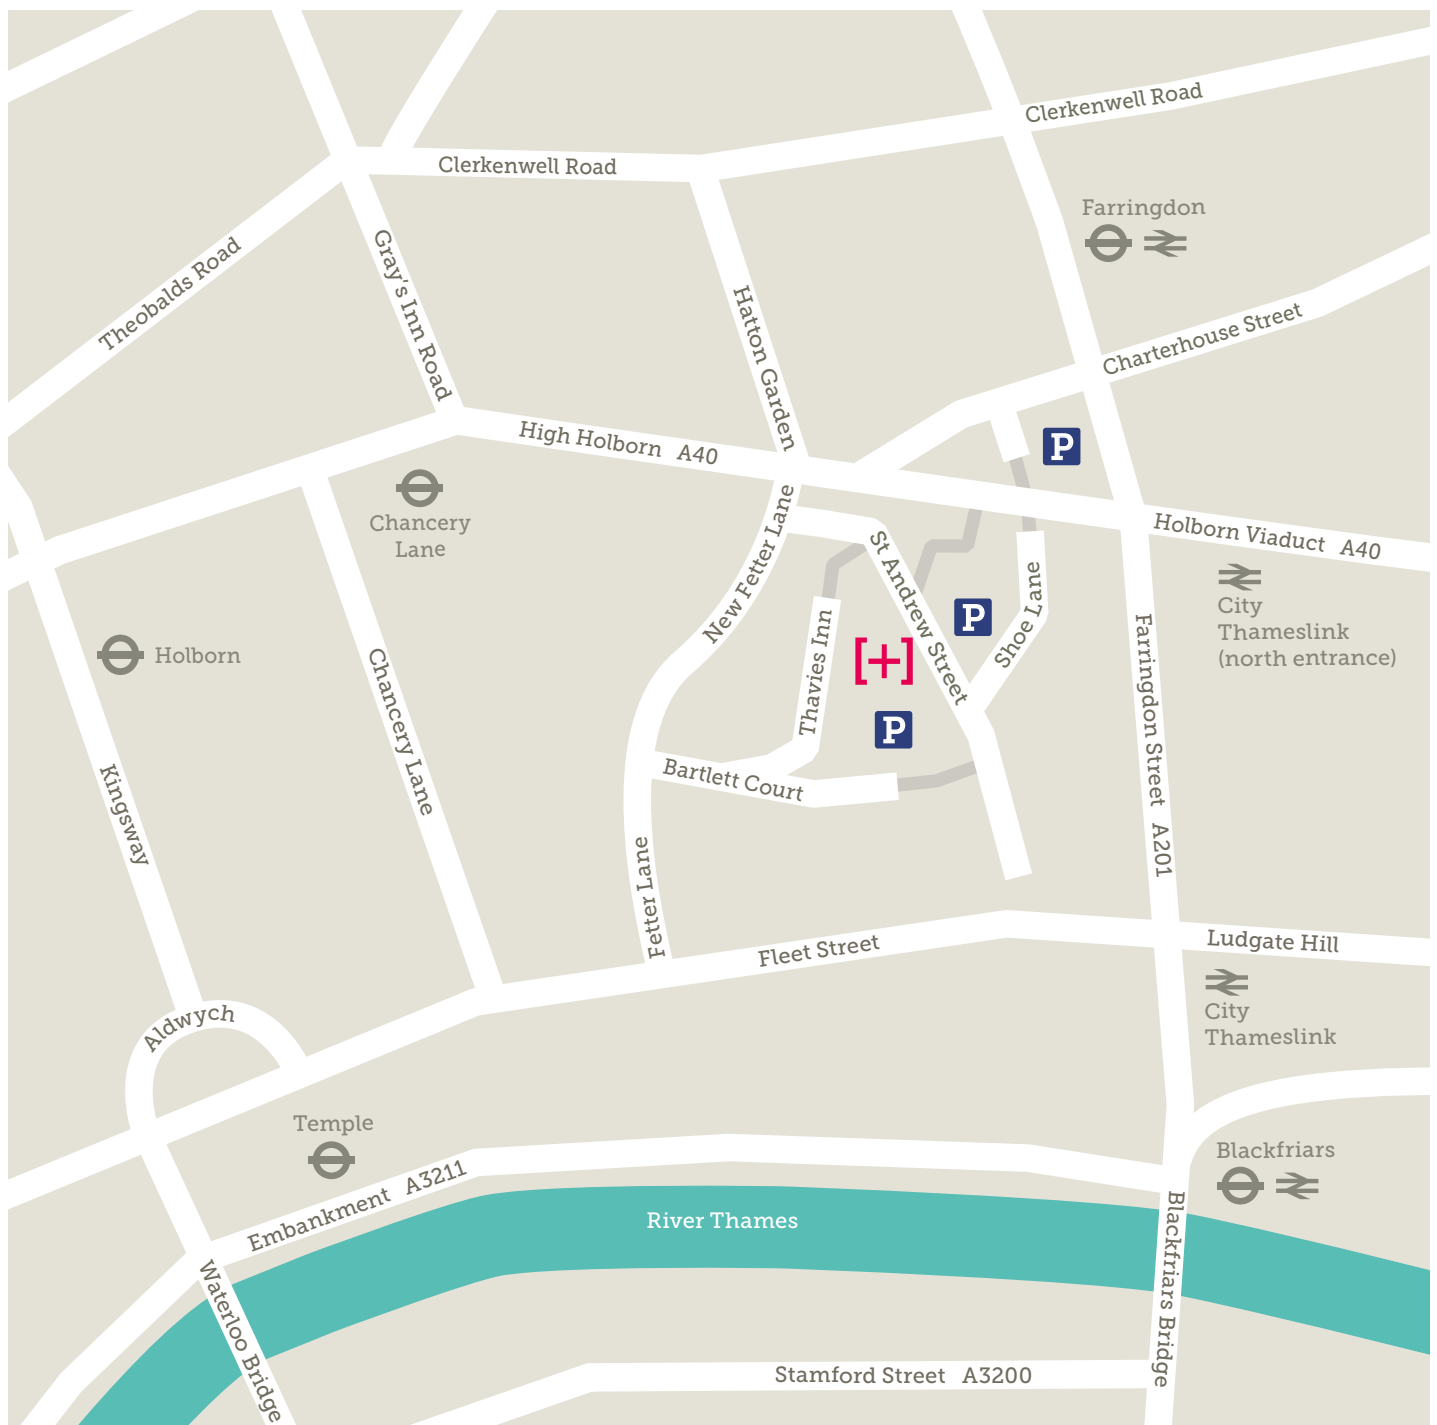 Clerkenwell Road
Clerkenwell Road
Farringdon
Theobalds Road
Gray's Inn Road
Hatton Garden
Charterhouse Street
High Holborn A40
P
Chancery
Lane
New Fetter Lane
St Andrew Street
Holborn Viaduct A40
City
Thameslink
(north entrance)
Holborn
Chancery Lane
Thavies Inn
[+]
P
Shoe Lane
P
Farringdon Street A201
Kingsway
Bartlett Court
Fetter Lane
Fleet Street
Ludgate Hill
City
Thameslink
Aldwych
Temple
Embankment A3211
Blackfriars
River Thames
Waterloo Bridge
Blackfriars Bridge
Stamford Street A3200